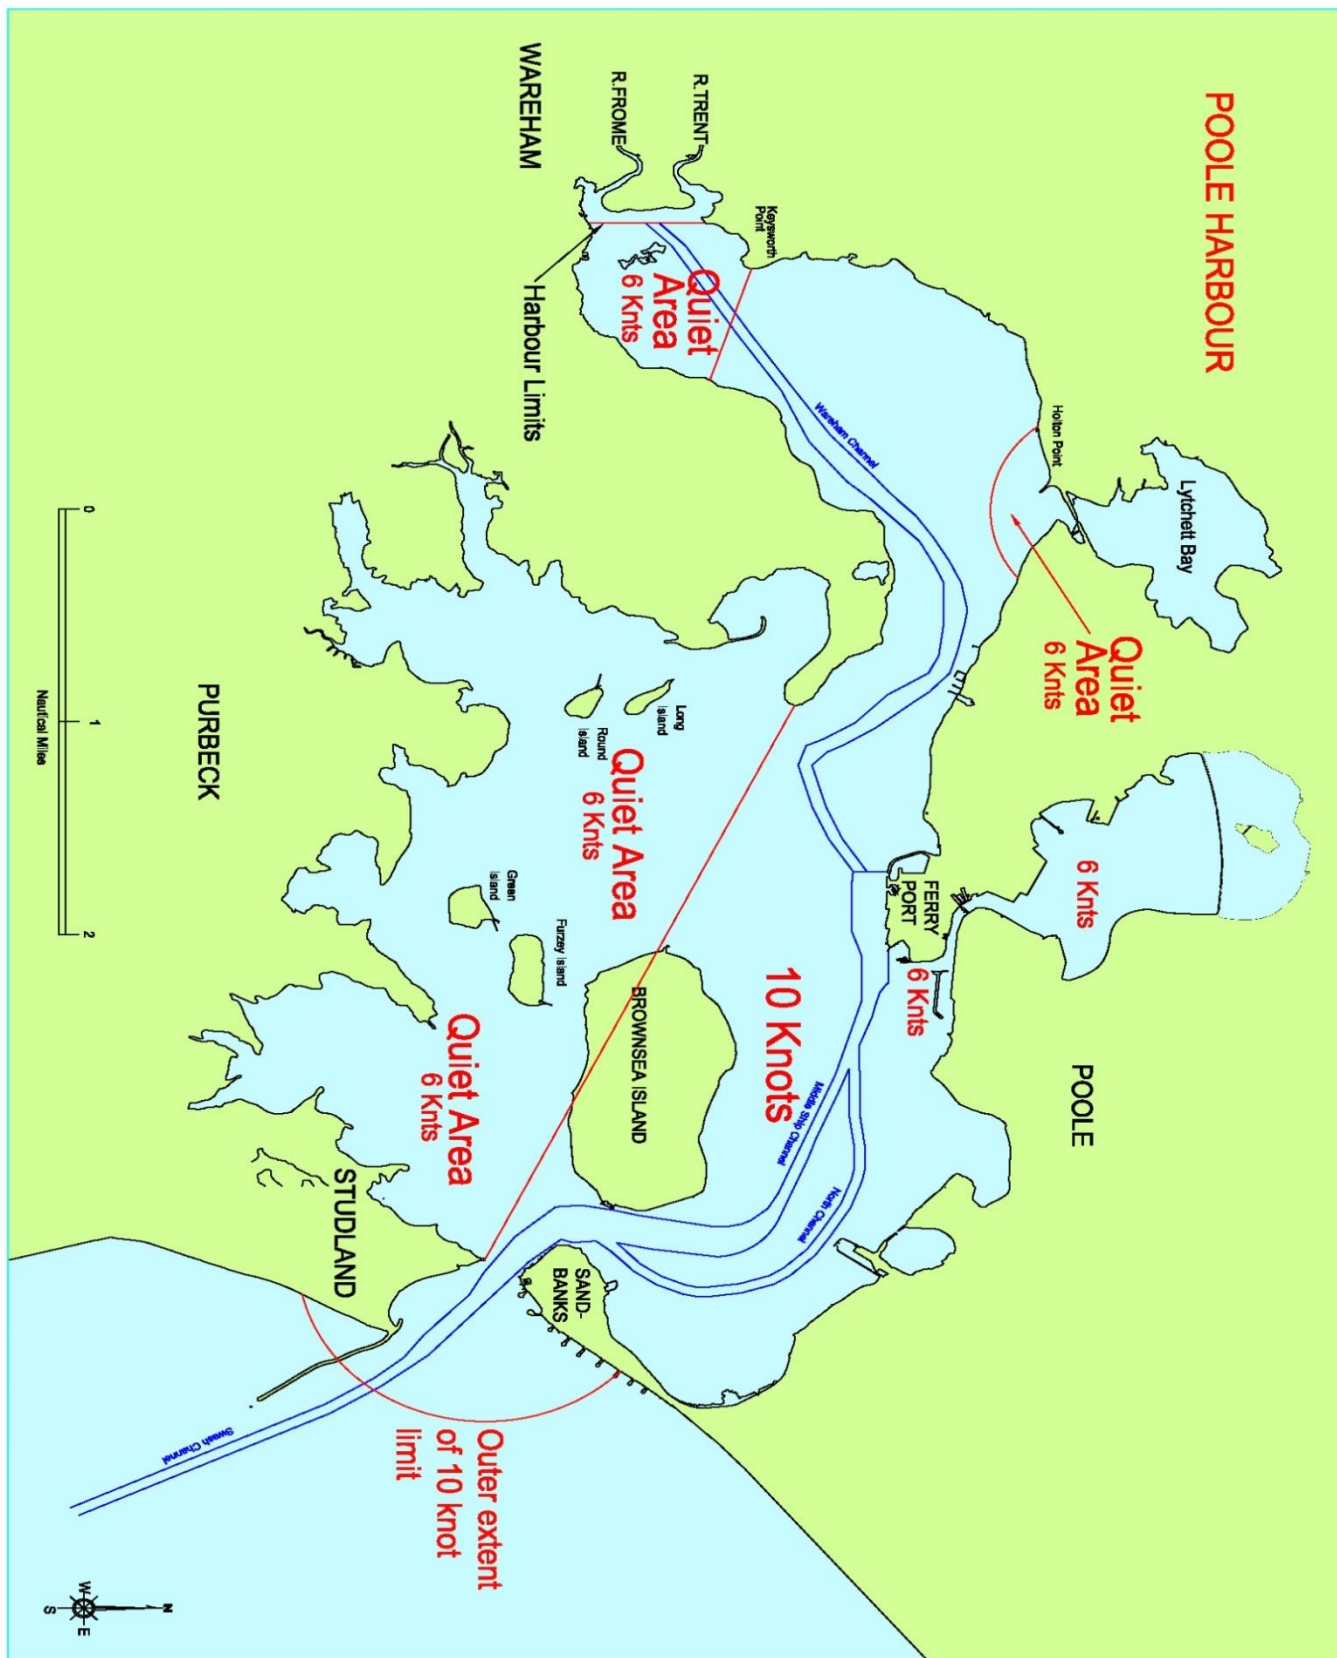 POOLE HARBOUR
Lytchett Bay
Holton Point
Quiet
Area
6 Knts
6 Knts
POOLE
FERRY
PORT
6 Knts
Keysworth
Point
R.TRENT
R.FROME
WAREHAM
Quiet
Area
6 Knts
Harbour Limits
Wareham Channel
10 Knots
Middle Ship Channel
North Channel
Long
Island
Round
Island
Quiet Area
6 Knts
BROWNSEA ISLAND
Furzey Island
Green
Island
Quiet Area
6 Knts
SAND-
BANKS
STUDLAND
PURBECK
Outer extent
of 10 knot
limit
Swash Channel
0
1
2
Nautical Miles
N
W
E
S